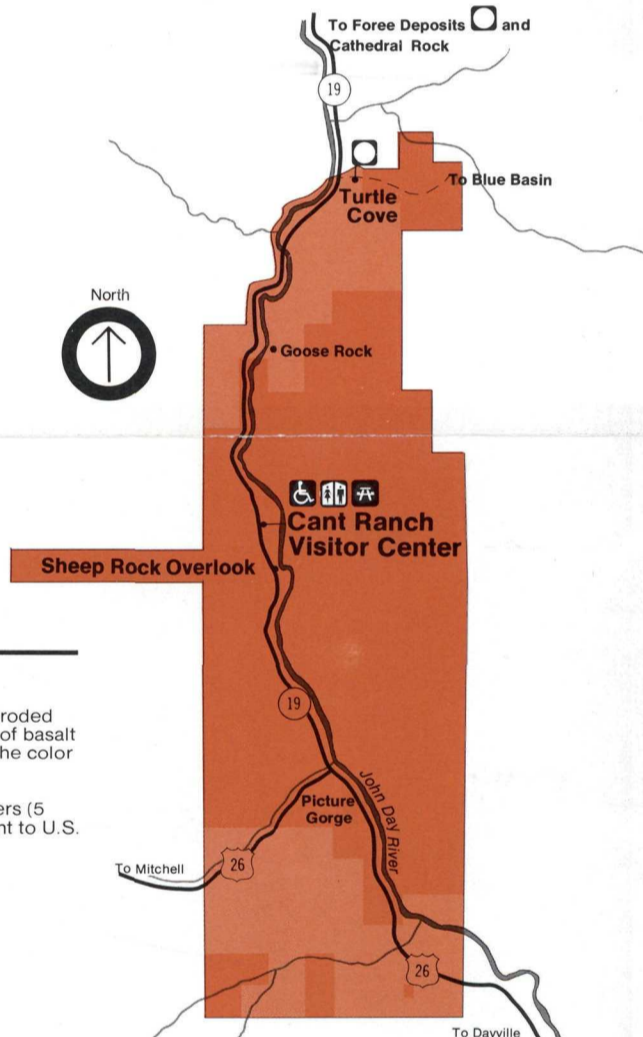 To Foree Deposits and
Cathedral Rock
19
To Blue Basin
Turtle
Cove
North
Goose Rock
Cant Ranch
Visitor Center
Sheep Rock Overlook
roded
of basalt
he color
19
ers (5
nt to U.S.
Picture
Gorge
John Day River
To Mitchell
26
26
To Dayville